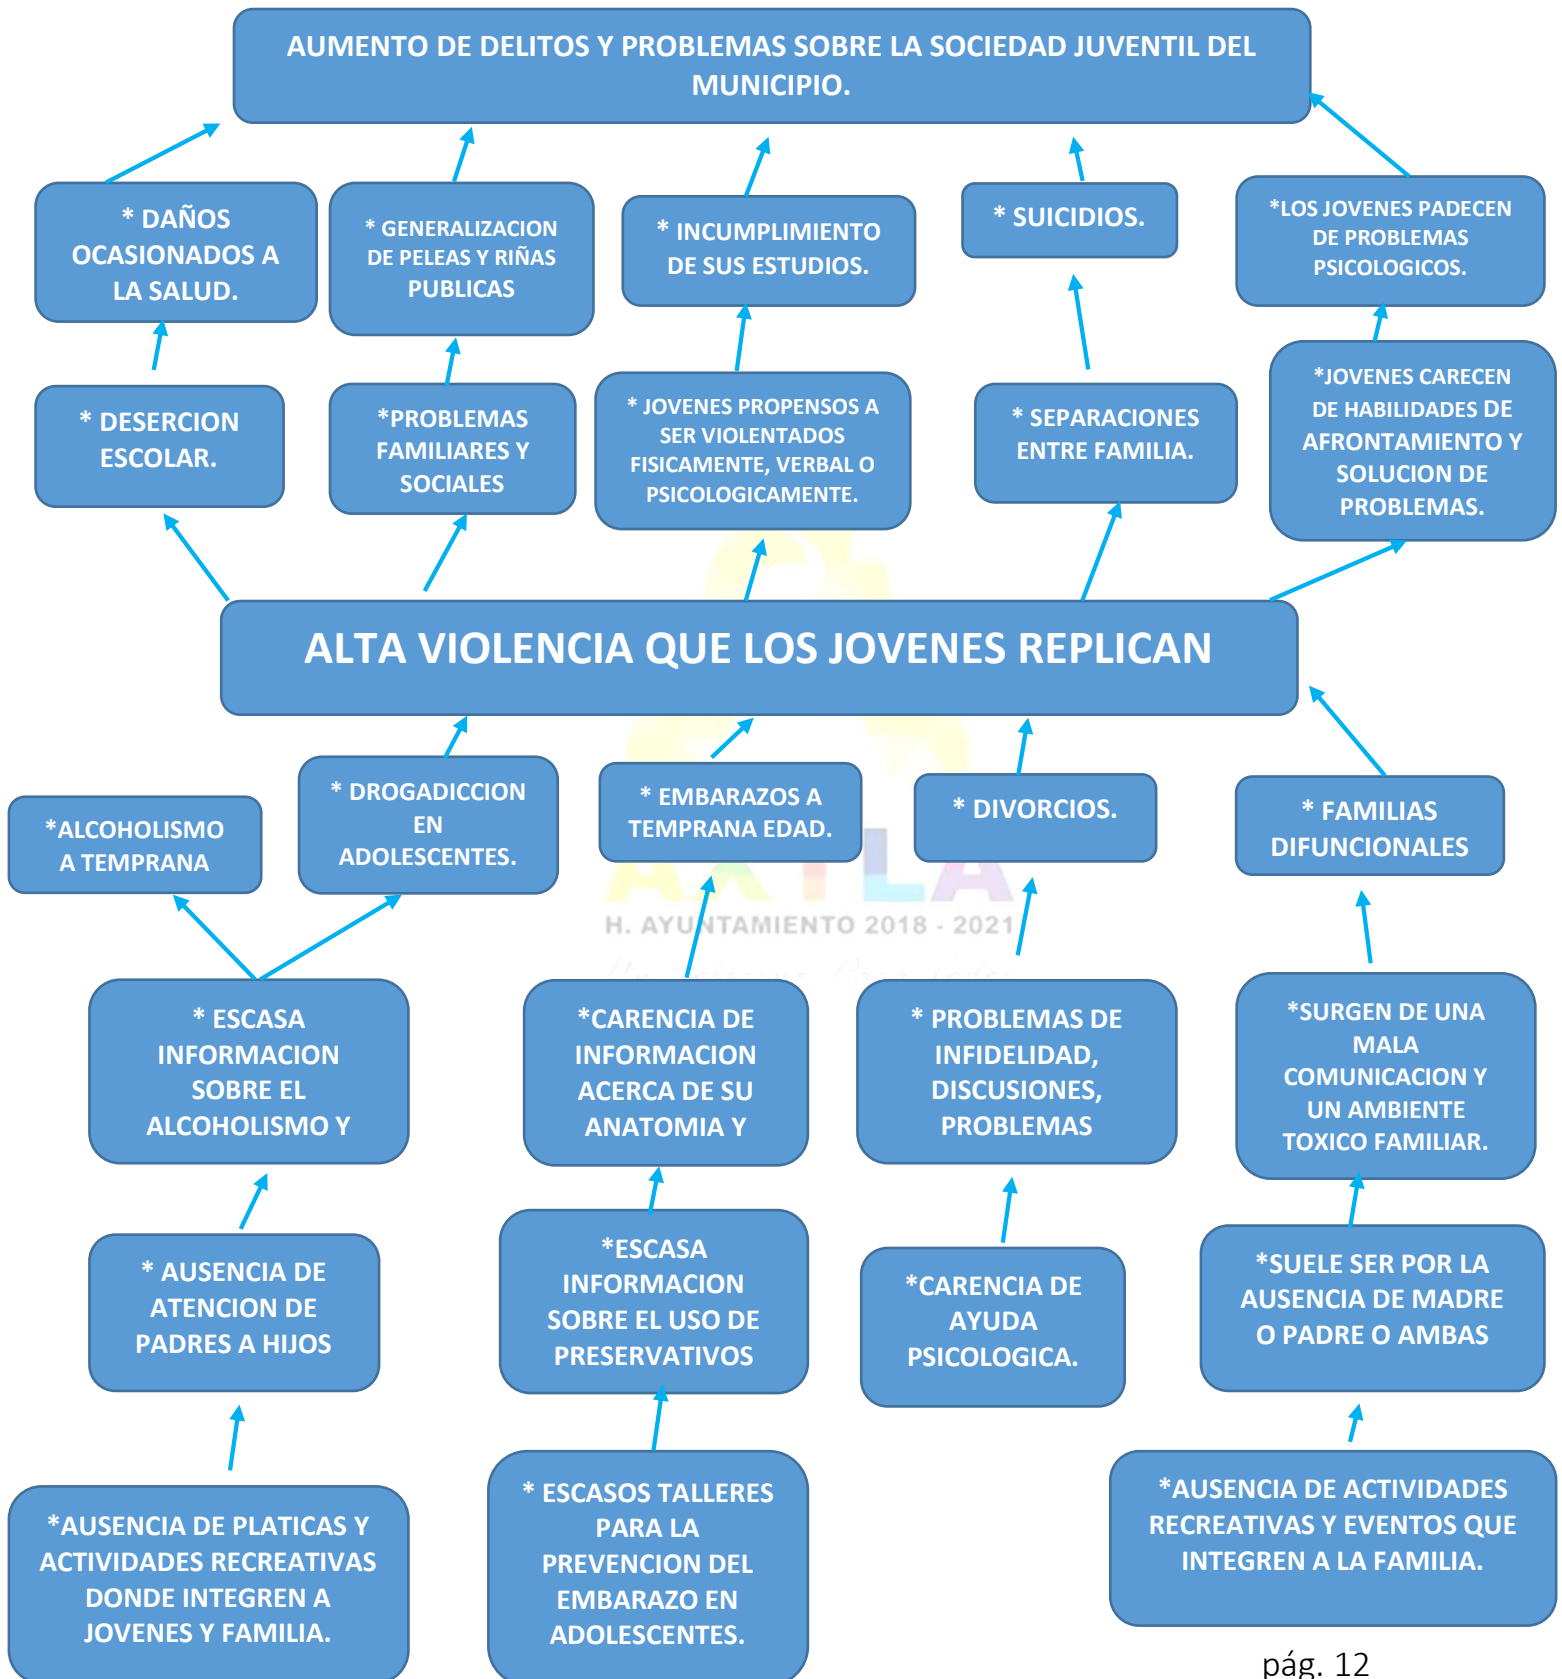 AUMENTO DE DELITOS Y PROBLEMAS SOBRE LA SOCIEDAD JUVENTIL DEL
MUNICIPIO.
* DAÑOS
OCASIONADOS A
LA SALUD.
* GENERALIZACION
DE PELEAS Y RIÑAS
PUBLICAS
* INCUMPLIMIENTO
DE SUS ESTUDIOS.
* SUICIDIOS.
*LOS JOVENES PADECEN
DE PROBLEMAS
PSICOLOGICOS.
* DESERCION
ESCOLAR.
*PROBLEMAS
FAMILIARES Y
SOCIALES
* JOVENES PROPENSOS A
SER VIOLENTADOS
FISICAMENTE, VERBAL O
PSICOLOGICAMENTE.
* SEPARACIONES
ENTRE FAMILIA.
*JOVENES CARECEN
DE HABILIDADES DE
AFRONTAMIENTO Y
SOLUCION DE
PROBLEMAS.
ALTA VIOLENCIA QUE LOS JOVENES REPLICAN
*ALCOHOLISMO
A TEMPRANA
* DROGADICCION
EN
ADOLESCENTES.
* EMBARAZOS A
TEMPRANA EDAD.
* DIVORCIOS.
* FAMILIAS
DIFUNCIONALES
AXTLA
H. AYUNTAMIENTO 2018 - 2021
* ESCASA
INFORMACION
SOBRE EL
ALCOHOLISMO Y
*CARENCIA DE
INFORMACION
ACERCA DE SU
ANATOMIA Y
* PROBLEMAS DE
INFIDELIDAD,
DISCUSIONES,
PROBLEMAS
*SURGEN DE UNA
MALA
COMUNICACION Y
UN AMBIENTE
TOXICO FAMILIAR.
* AUSENCIA DE
ATENCION DE
PADRES A HIJOS
*ESCASA
INFORMACION
SOBRE EL USO DE
PRESERVATIVOS
*CARENCIA DE
AYUDA
PSICOLOGICA.
*SUELE SER POR LA
AUSENCIA DE MADRE
O PADRE O AMBAS
*AUSENCIA DE PLATICAS Y
ACTIVIDADES RECREATIVAS
DONDE INTEGREN A
JOVENES Y FAMILIA.
* ESCASOS TALLERES
PARA LA
PREVENCION DEL
EMBARAZO EN
ADOLESCENTES.
*AUSENCIA DE ACTIVIDADES
RECREATIVAS Y EVENTOS QUE
INTEGREN A LA FAMILIA.
pág. 12